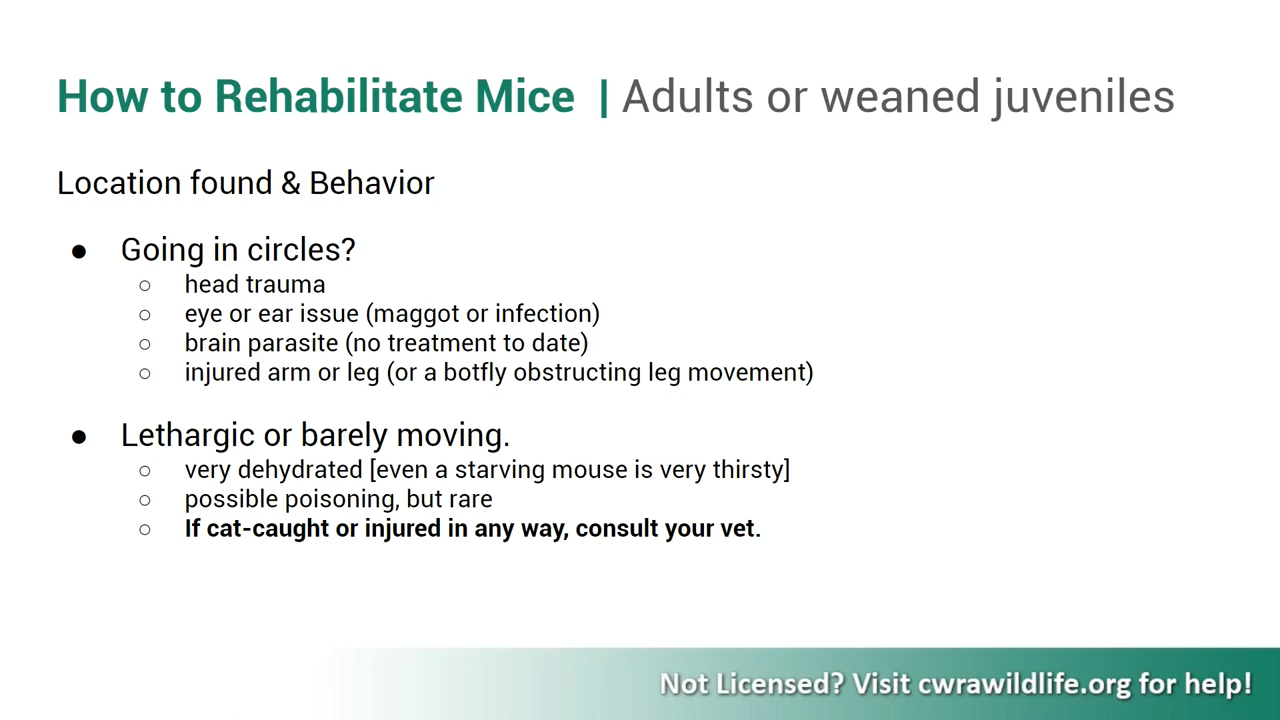 How to Rehabilitate Mice | Adults or weaned juveniles
Location found & Behavior
● Going in circles?
○ head trauma
○ eye or ear issue (maggot or infection)
○ brain parasite (no treatment to date)
○ injured arm or leg (or a botfly obstructing leg movement)
● Lethargic or barely moving.
○ very dehydrated [even a starving mouse is very thirsty]
○ possible poisoning, but rare
○ If cat-caught or injured in any way, consult your vet.
Not Licensed? Visit cwrawildlife.org for help!